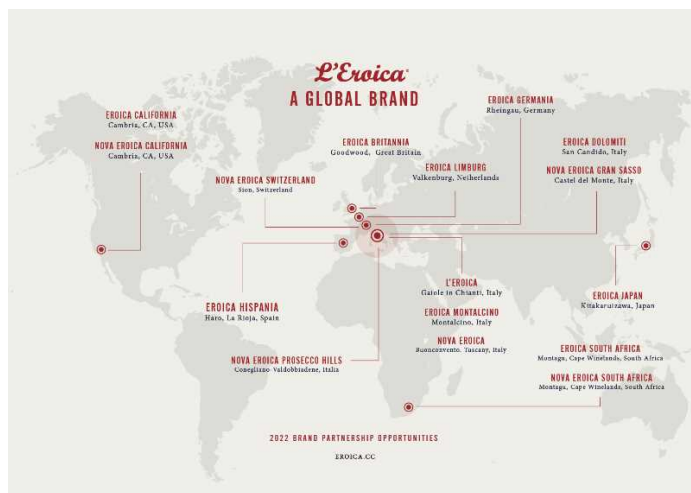 L'Eroica
A GLOBAL BRAND
EROICA CALIFORNIA
Cambria, CA, USA
NOVA EROICA CALIFORNIA
Cambria, CA, USA
EROICA GERMANIA
Rheingau, Germany
EROICA BRITANNIA
Goodwood, Great Britain
EROICA DOLOMITI
San Candido, Italy
EROICA LIMBURG
Valkenburg, Netherlands
NOVA EROICA GRAN SASSO
Castel del Monte, Italy
NOVA EROICA SWITZERLAND
Sion, Switzerland
L'EROICA
Gaiole in Chianti, Italy
EROICA HISPANIA
Haro, La Rioja, Spain
EROICA MONTALCINO
Montalcino, Italy
EROICA JAPAN
Kitakaruizawa, Japan
NOVA EROICA
Buonconvento, Tuscany, Italy
NOVA EROICA PROSECCO HILLS
Conegliano-Valdobbiadene, Italia
EROICA SOUTH AFRICA
Montagu, Cape Winelands, South Africa
NOVA EROICA SOUTH AFRICA
Montagu, Cape Winelands, South Africa
2022 BRAND PARTNERSHIP OPPORTUNITIES
EROICA.CC